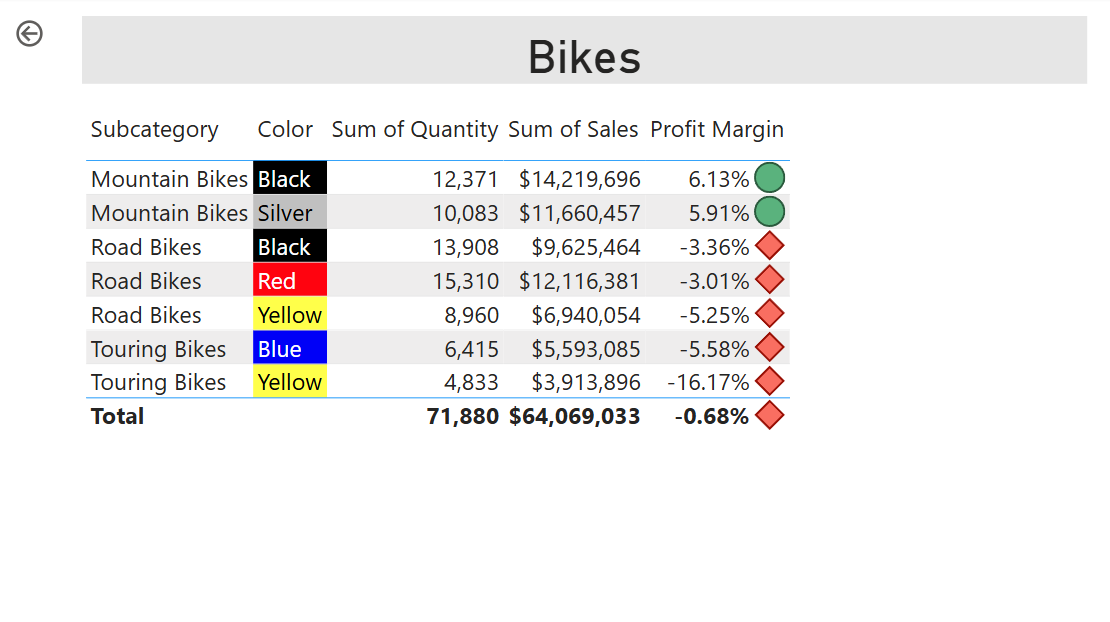 Bikes
Subcategory Color Sum of Quantity Sum of Sales Profit Margin
Mountain Bikes Black 12,371 $14,219,696 6.13%
Mountain Bikes Silver 10,083 $11,660,457 5.91%
Road Bikes Black 13,908 $9,625,464 -3.36%
Road Bikes Red 15,310 $12,116,381 -3.01%
Road Bikes Yellow 8,960 $6,940,054 -5.25%
Touring Bikes Blue 6,415 $5,593,085 -5.58%
Touring Bikes Yellow 4,833 $3,913,896 -16.17%
Total 71,880 $64,069,033 -0.68%